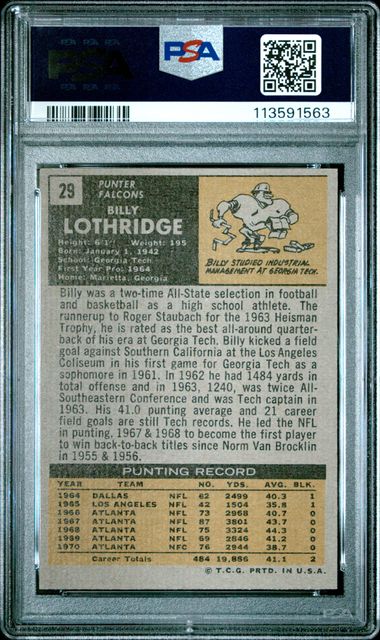 PSA
PSA
113591563
29
PUNTER
FALCONS
BILLY
LOTHRIDGE
Height: 6'1" Weight: 195
Born: January 1, 1942
School: Georgia Tech
First Year Pro: 1964
Home: Marietta, Georgia
BILLY STUDIED INDUSTRIAL
MANAGEMENT AT GEORGIA TECH.
Billy was a two-time All-State selection in football
and basketball as a high school athlete. The
runnerup to Roger Staubach for the 1963 Heisman
Trophy, he is rated as the best all-around quarter-
back of his era at Georgia Tech. Billy kicked a field
goal against Southern California at the Los Angeles
Coliseum in his first game for Georgia Tech as a
sophomore in 1961. In 1962 he had 1484 yards in
total offense and in 1963, 1240, was twice All-
Southeastern Conference and was Tech captain in
1963. His 41.0 punting average and 21 career
field goals are still Tech records. He led the NFL
in punting, 1967 & 1968 to become the first player
to win back-to-back titles since Norm Van Brocklin
in 1955 & 1956.
PUNTING RECORD
YEAR TEAM NO. YDS. AVG. BLK.
1964 DALLAS NFL 62 2499 40.3 1
1965 LOS ANGELES NFL 42 1504 35.8 1
1966 ATLANTA NFL 73 2968 40.7 0
1967 ATLANTA NFL 87 3801 43.7 0
1968 ATLANTA NFL 75 3324 44.3 0
1969 ATLANTA NFL 69 2846 41.2 0
1970 ATLANTA NFC 76 2944 38.7 0
Career Totals 484 19,886 41.1 2
© T.C.G. PRTD. IN U.S.A.